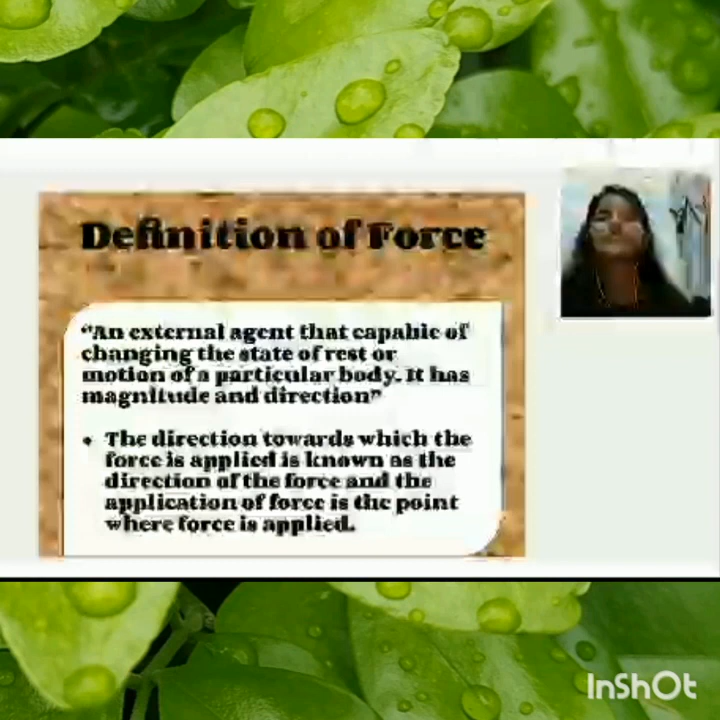 Definition of Force
"An external agent that capable of
changing the state of rest or
motion of a particular body. It has
magnitude and direction"
• The direction towards which the
force is applied is known as the
direction of the force and the
application of force is the point
where force is applied.
InShOt